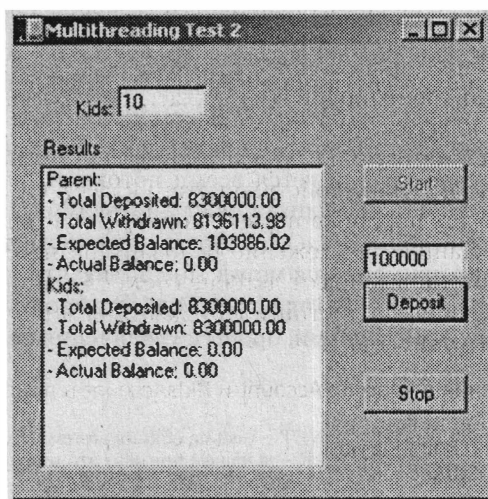 Multithreading Test 2
Kids: 10
Results
Parent:
- Total Deposited: 8300000.00
- Total Withdrawn: 8196113.98
- Expected Balance: 103886.02
- Actual Balance: 0.00
Kids:
- Total Deposited: 8300000.00
- Total Withdrawn: 8300000.00
- Expected Balance: 0.00
- Actual Balance: 0.00
Start
100000
Deposit
Stop